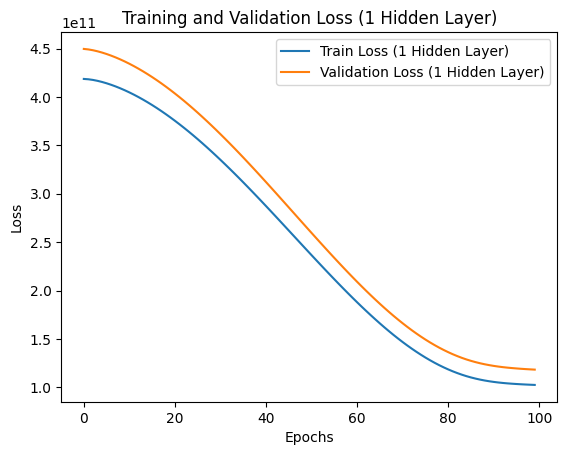 Training and Validation Loss (1 Hidden Layer)
1e11
Train Loss (1 Hidden Layer)
Validation Loss (1 Hidden Layer)
4.5
4.0
3.5
3.0
2.5
2.0
1.5
1.0
Loss
0 20 40 60 80 100
Epochs